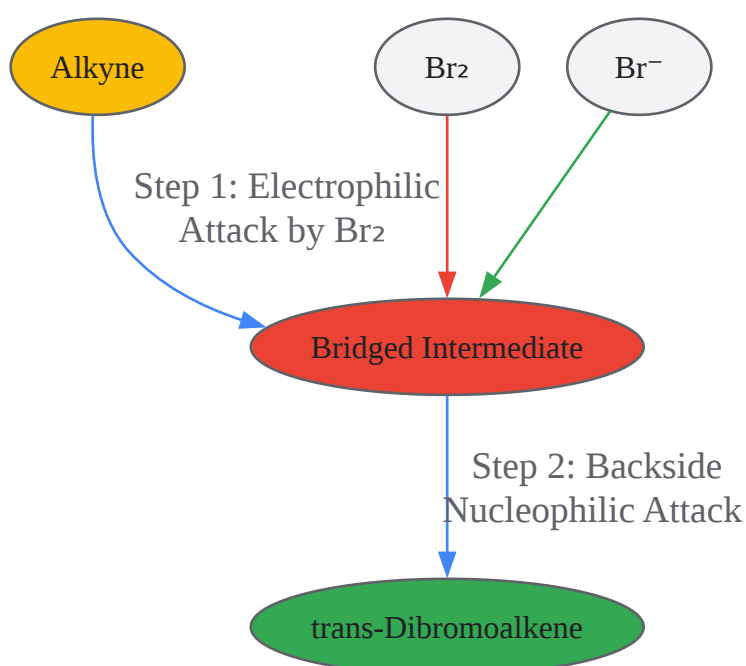 Alkyne
Br₂
Br⁻
Step 1: Electrophilic
Attack by Br₂
Bridged Intermediate
Step 2: Backside
Nucleophilic Attack
trans-Dibromoalkene